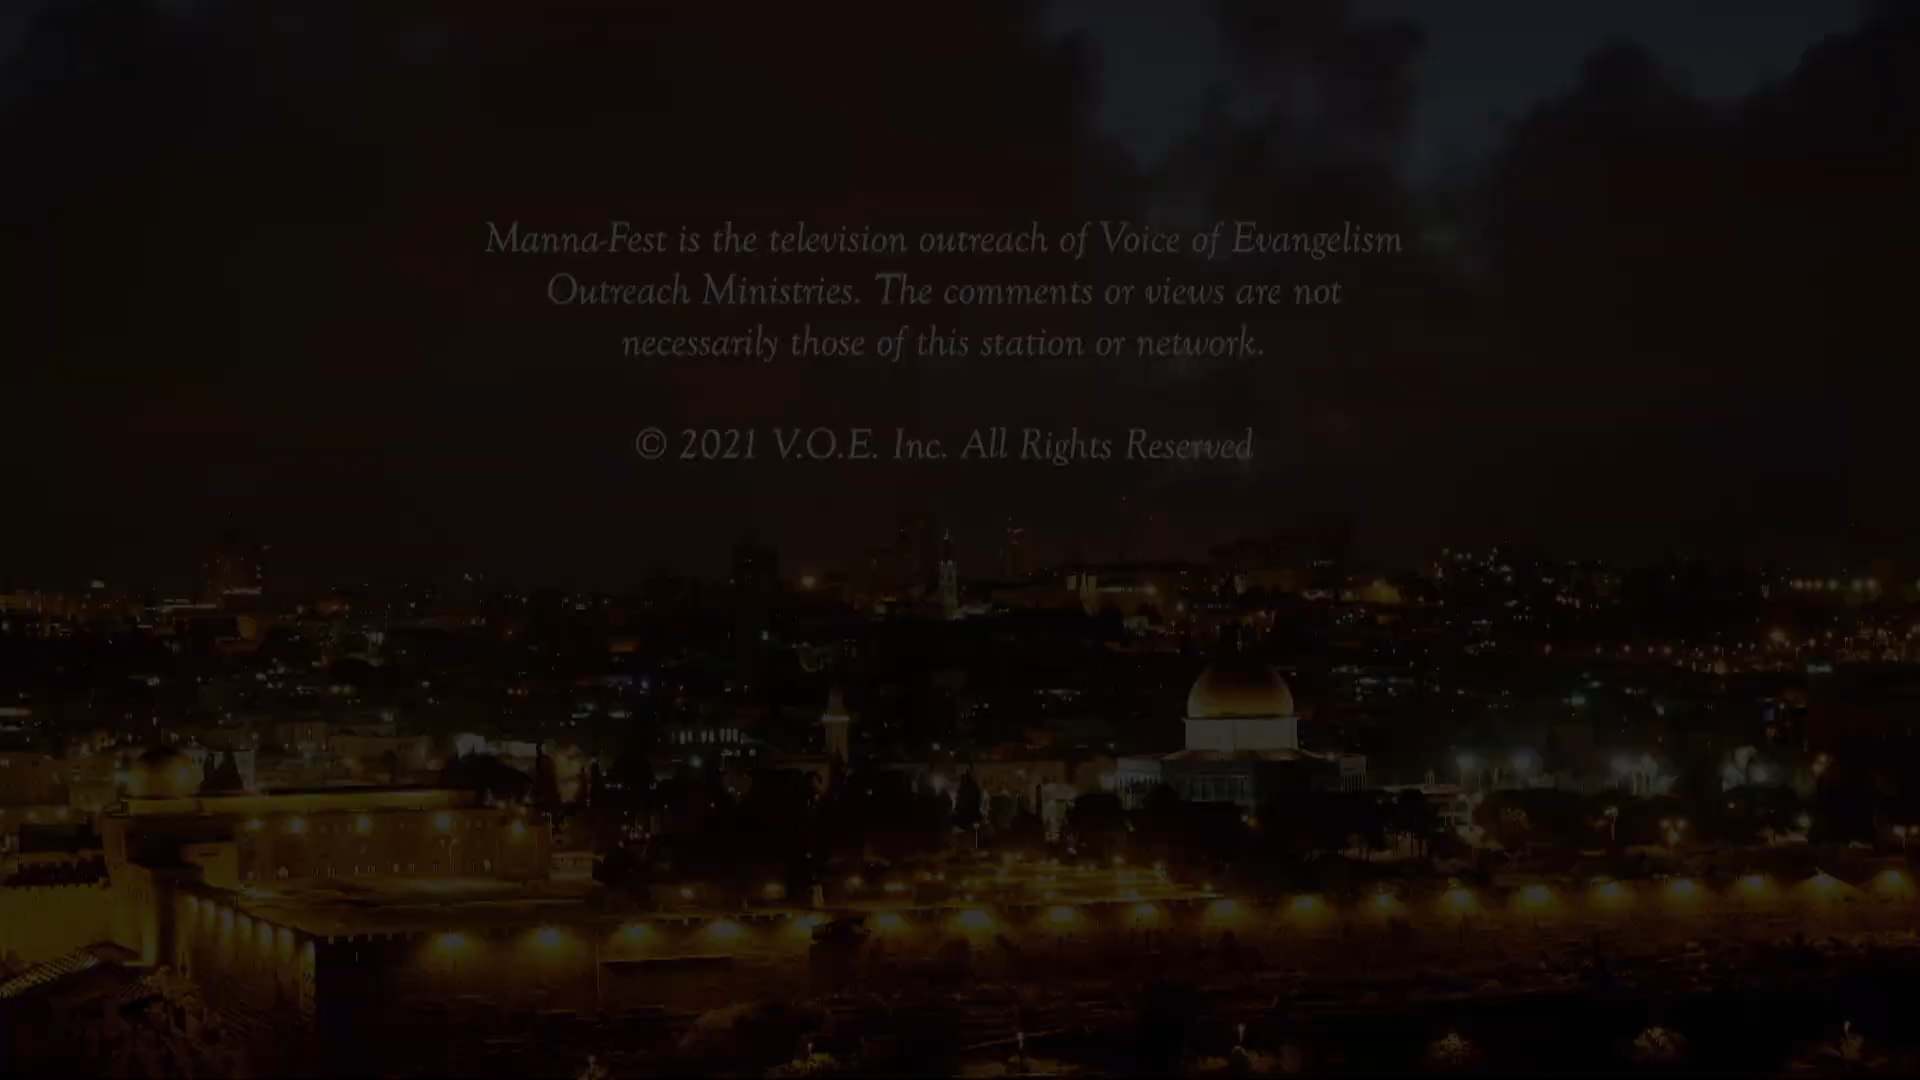 Manna-Fest is the television outreach of Voice of Evangelism
Outreach Ministries. The comments or views are not
necessarily those of this station or network.
© 2021 V.O.E. Inc. All Rights Reserved